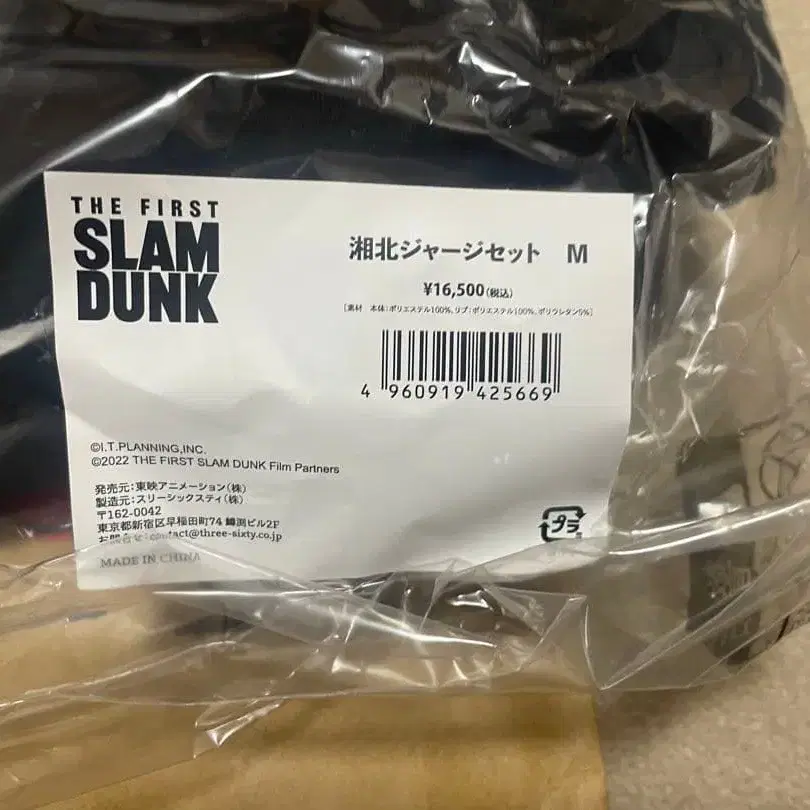 THE FIRST
SLAM
DUNK
湘北ジャージセット M
¥16,500(税込)
[素材 本体:ポリエステル100%、リブ:ポリエステル100%、ポリウレタン5%]
4 960919 425669
©I.T.PLANNING,INC.
©2022 THE FIRST SLAM DUNK Film Partners
発売元:東映アニメーション(株)
製造元:スリーシックスティ(株)
〒162-0042
東京都新宿区早稲田町74 鱒渕ビル2F
お問合せ:contact@three-sixty.co.jp
MADE IN CHINA
プラ